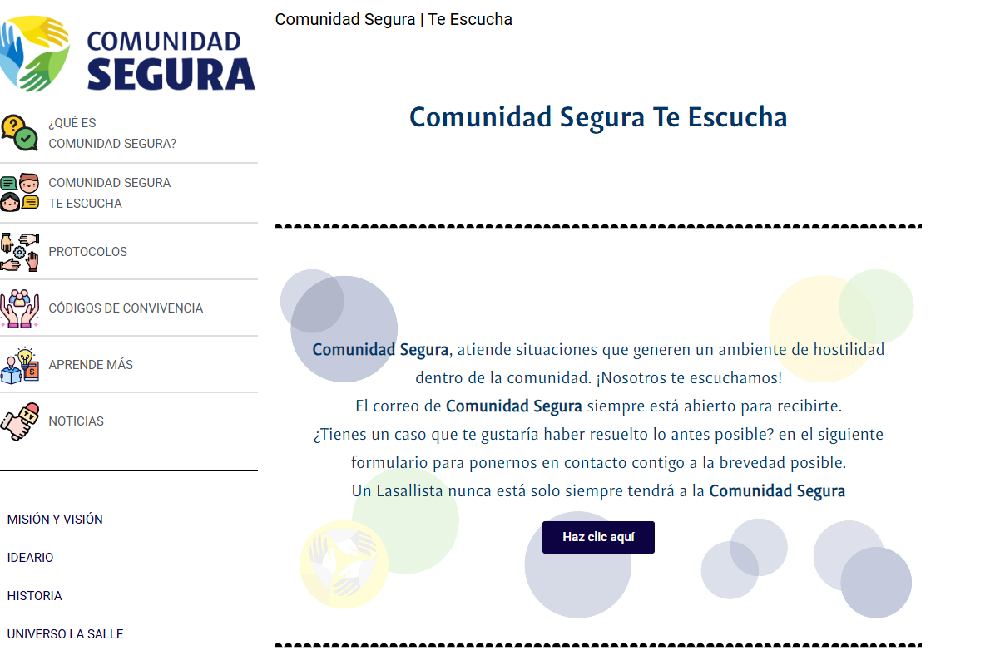 COMUNIDAD
SEGURA
¿QUÉ ES
COMUNIDAD SEGURA?
COMUNIDAD SEGURA
TE ESCUCHA
PROTOCOLOS
CÓDIGOS DE CONVIVENCIA
APRENDE MÁS
TV
NOTICIAS
MISIÓN Y VISIÓN
IDEARIO
HISTORIA
UNIVERSO LA SALLE
Comunidad Segura | Te Escucha
Comunidad Segura Te Escucha
Comunidad Segura, atiende situaciones que generen un ambiente de hostilidad
dentro de la comunidad. ¡Nosotros te escuchamos!
El correo de Comunidad Segura siempre está abierto para recibirte.
¿Tienes un caso que te gustaría haber resuelto lo antes posible? en el siguiente
formulario para ponernos en contacto contigo a la brevedad posible.
Un Lasallista nunca está solo siempre tendrá a la Comunidad Segura
Haz clic aquí